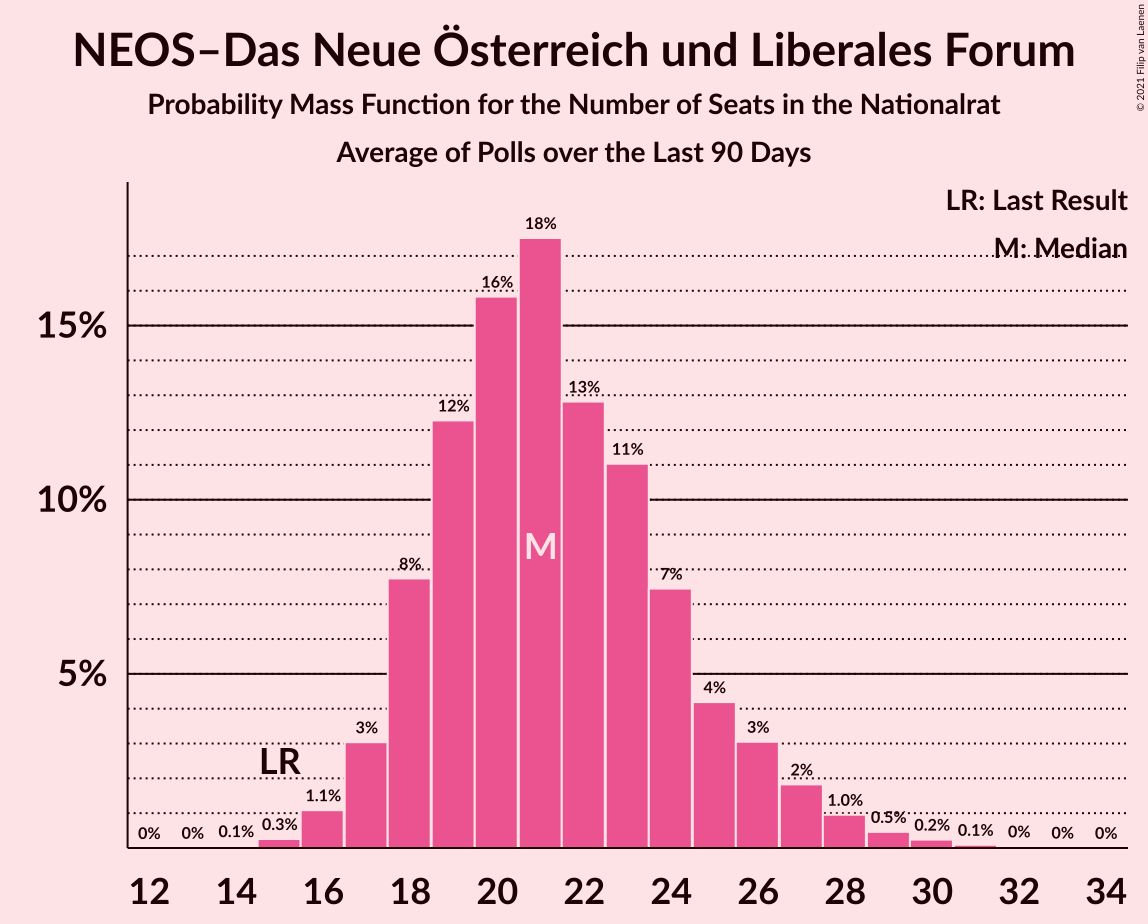 NEOS–Das Neue Österreich und Liberales Forum
Probability Mass Function for the Number of Seats in the Nationalrat
Average of Polls over the Last 90 Days
© 2021 Filip van Laenen
LR: Last Result
M: Median
15%
10%
5%
0%
0%
0.1%
0.3%
1.1%
3%
8%
12%
16%
18%
13%
11%
7%
4%
3%
2%
1.0%
0.5%
0.2%
0.1%
0%
0%
0%
LR
M
12 14 16 18 20 22 24 26 28 30 32 34